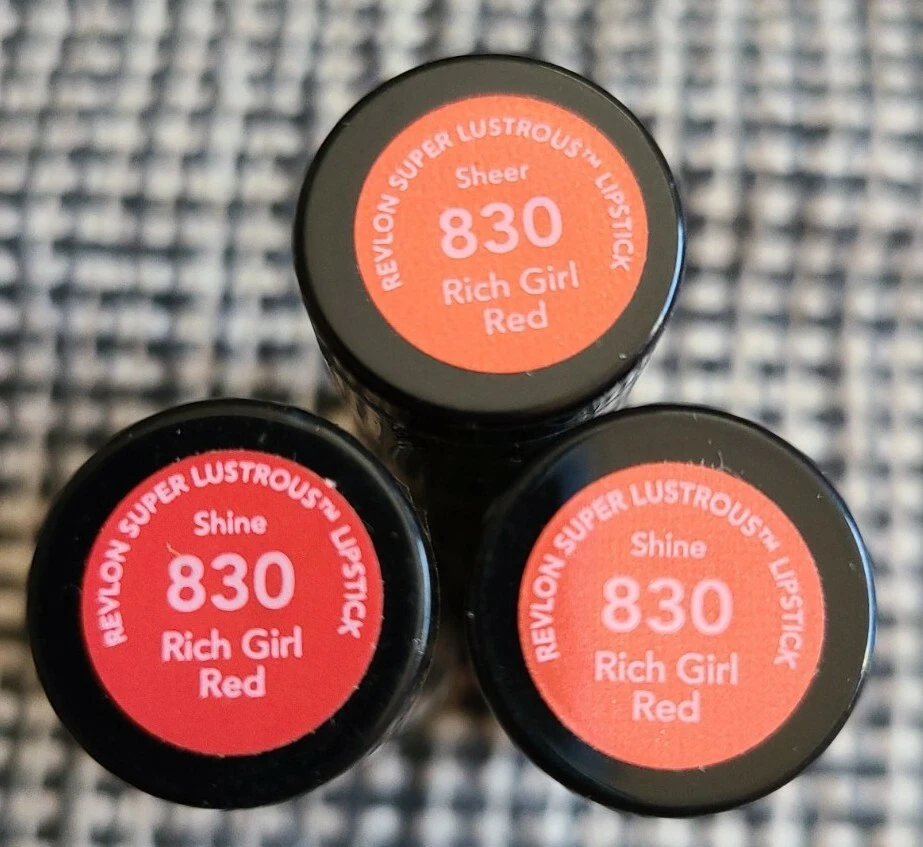 REVLON SUPER LUSTROUS™ LIPSTICK
Sheer
830
Rich Girl
Red
REVLON SUPER LUSTROUS™ LIPSTICK
Shine
830
Rich Girl
Red
REVLON SUPER LUSTROUS™ LIPSTICK
Shine
830
Rich Girl
Red